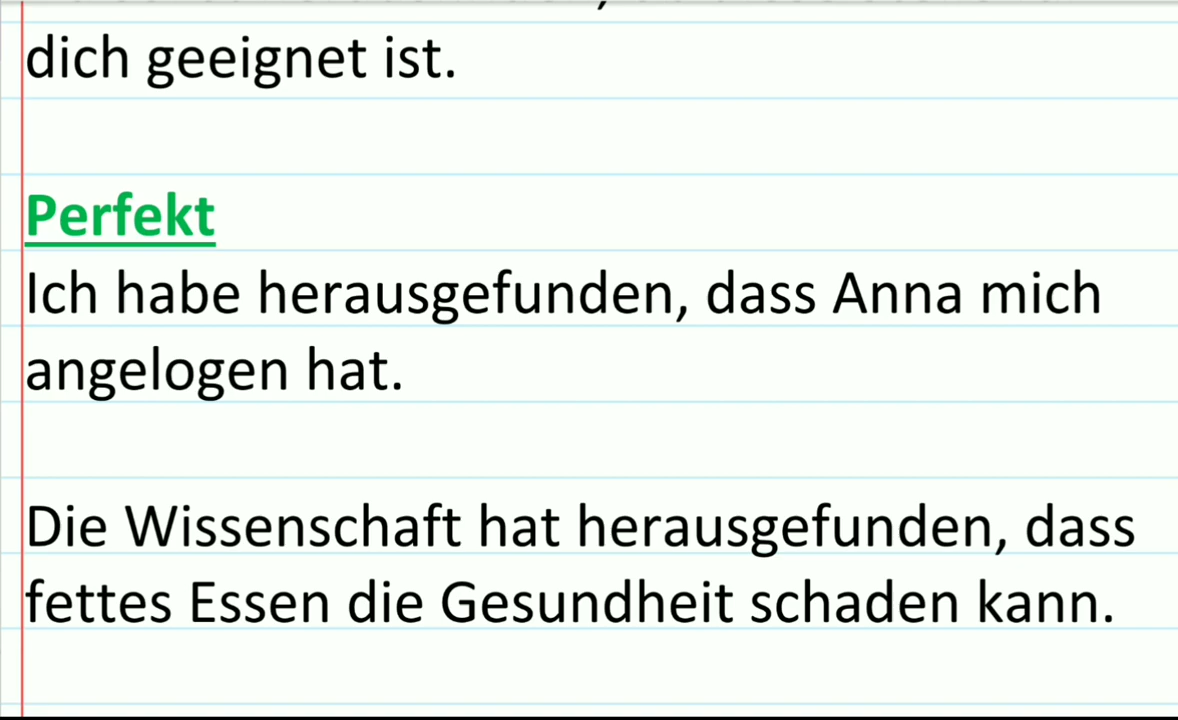 dich geeignet ist.
Perfekt
Ich habe herausgefunden, dass Anna mich
angelogen hat.
Die Wissenschaft hat herausgefunden, dass
fettes Essen die Gesundheit schaden kann.